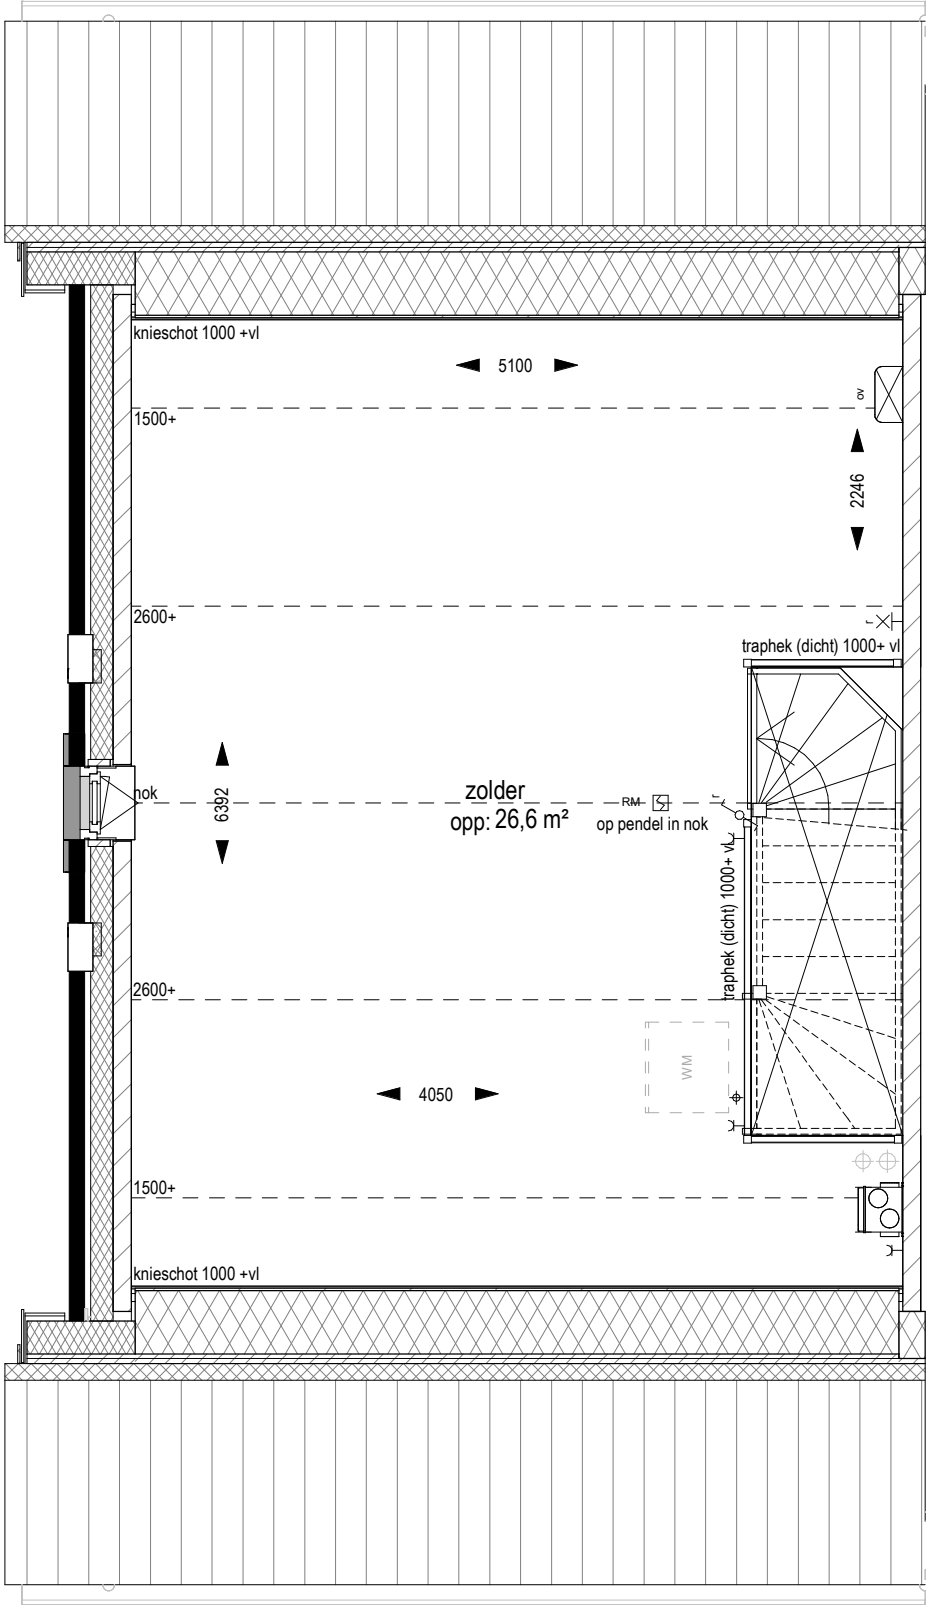 knieschot 1000 +vl
5100
1500+
ov
2246
2600+
r
traphek (dicht) 1000+ vl
nok
6392
zolder
opp: 26,6 m²
RM
op pendel in nok
r
traphek (dicht) 1000+ vl
2600+
WM
4050
1500+
knieschot 1000 +vl